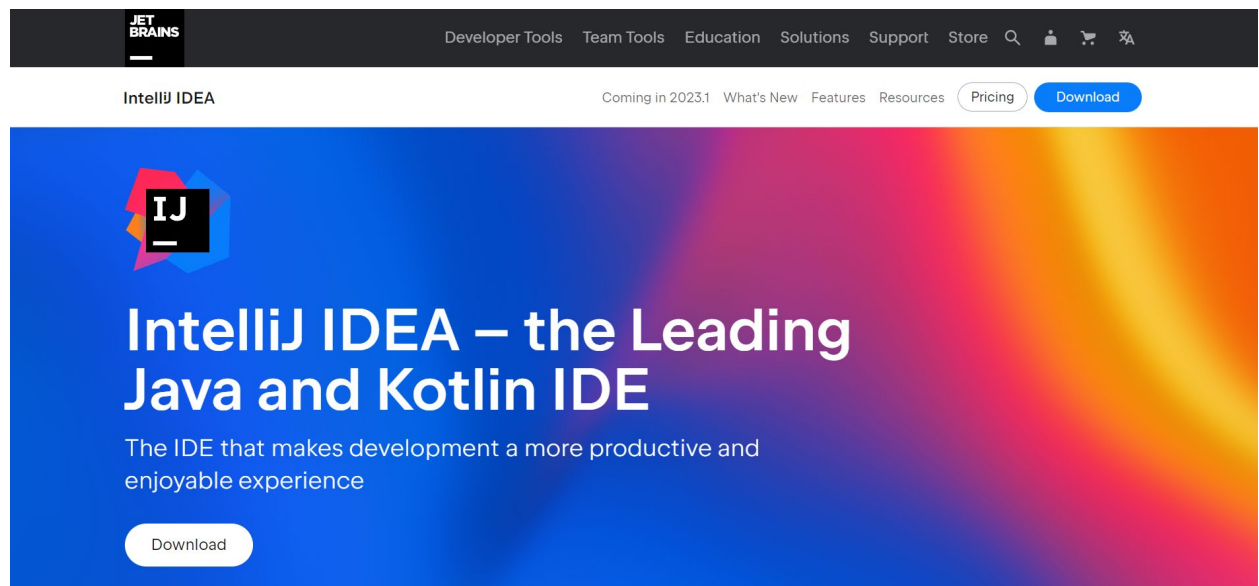 JET
BRAINS
Developer Tools Team Tools Education Solutions Support Store
IntelliJ IDEA
Coming in 2023.1 What's New Features Resources Pricing Download
IJ
IntelliJ IDEA – the Leading
Java and Kotlin IDE
The IDE that makes development a more productive and
enjoyable experience
Download